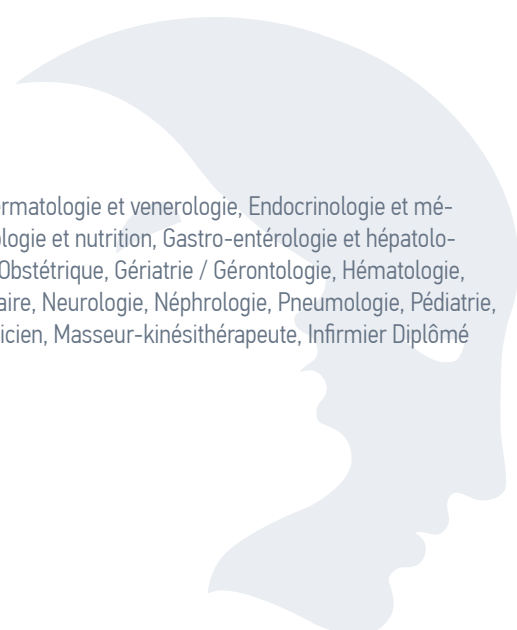 rmatologie et venerologie, Endocrinologie et mé-
logie et nutrition, Gastro-entérologie et hépatolo-
Obstétrique, Gériatrie / Gérontologie, Hématologie,
aire, Neurologie, Néphrologie, Pneumologie, Pédiatrie,
icien, Masseur-kinésithérapeute, Infirmier Diplômé